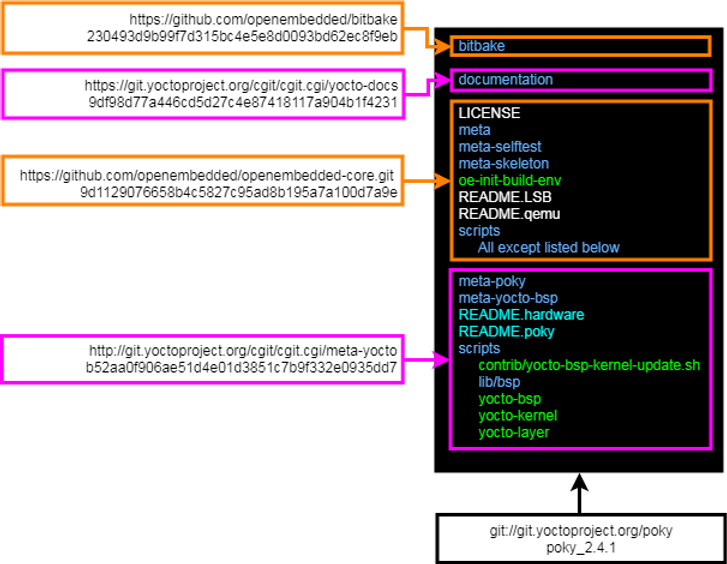 https://github.com/openembedded/bitbake
230493d9b99f7d315bc4e5e8d0093bd62ec8f9eb
bitbake
https://git.yoctoproject.org/cgit/cgit.cgi/yocto-docs
9df98d77a446cd5d27c4e87418117a904b1f4231
documentation
https://github.com/openembedded/openembedded-core.git
9d1129076658b4c5827c95ad8b195a7a100d7a9e
LICENSE
meta
meta-selftest
meta-skeleton
oe-init-build-env
README.LSB
README.qemu
scripts
All except listed below
http://git.yoctoproject.org/cgit/cgit.cgi/meta-yocto
b52aa0f906ae51d4e01d3851c7b9f332e0935dd7
meta-poky
meta-yocto-bsp
README.hardware
README.poky
scripts
contrib/yocto-bsp-kernel-update.sh
lib/bsp
yocto-bsp
yocto-kernel
yocto-layer
git://git.yoctoproject.org/poky
poky_2.4.1